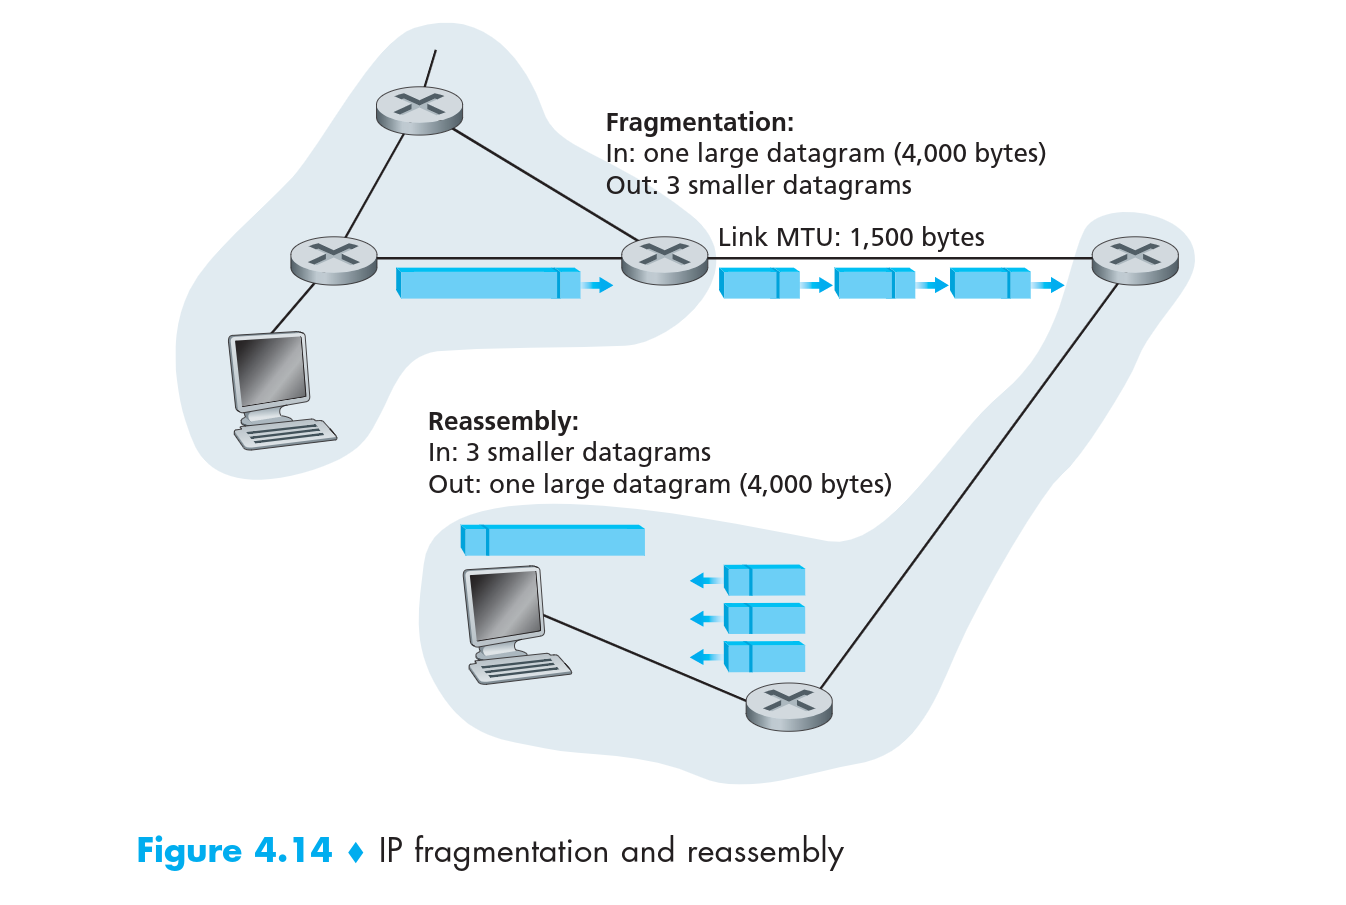 Fragmentation:
In: one large datagram (4,000 bytes)
Out: 3 smaller datagrams
Link MTU: 1,500 bytes
Reassembly:
In: 3 smaller datagrams
Out: one large datagram (4,000 bytes)
Figure 4.14 ♦ IP fragmentation and reassembly